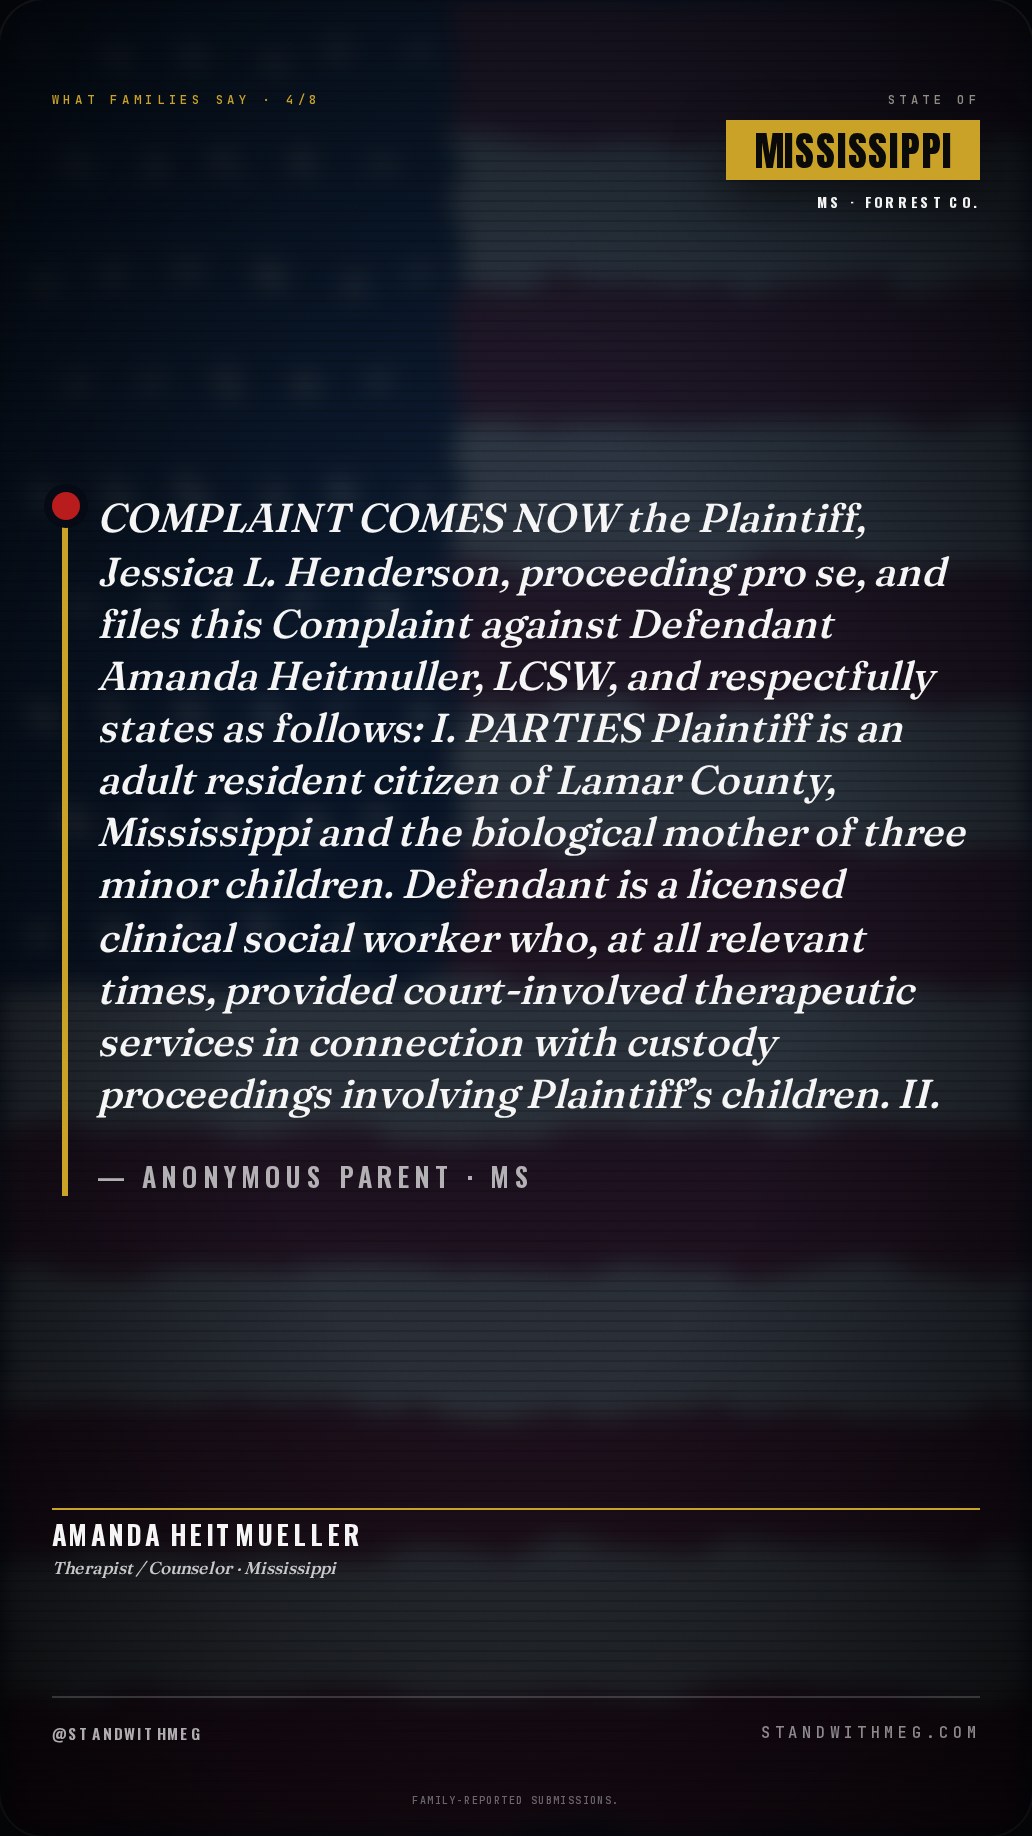 WHAT FAMILIES SAY · 4/8
STATE OF
MISSISSIPPI
MS · FORREST CO.
COMPLAINT COMES NOW the Plaintiff,
Jessica L. Henderson, proceeding pro se, and
files this Complaint against Defendant
Amanda Heitmuller, LCSW, and respectfully
states as follows: I. PARTIES Plaintiff is an
adult resident citizen of Lamar County,
Mississippi and the biological mother of three
minor children. Defendant is a licensed
clinical social worker who, at all relevant
times, provided court-involved therapeutic
services in connection with custody
proceedings involving Plaintiff’s children. II.
— ANONYMOUS PARENT · MS
AMANDA HEITMUELLER
Therapist / Counselor · Mississippi
@STANDWITHMEG
STANDWITHMEG.COM
FAMILY-REPORTED SUBMISSIONS.